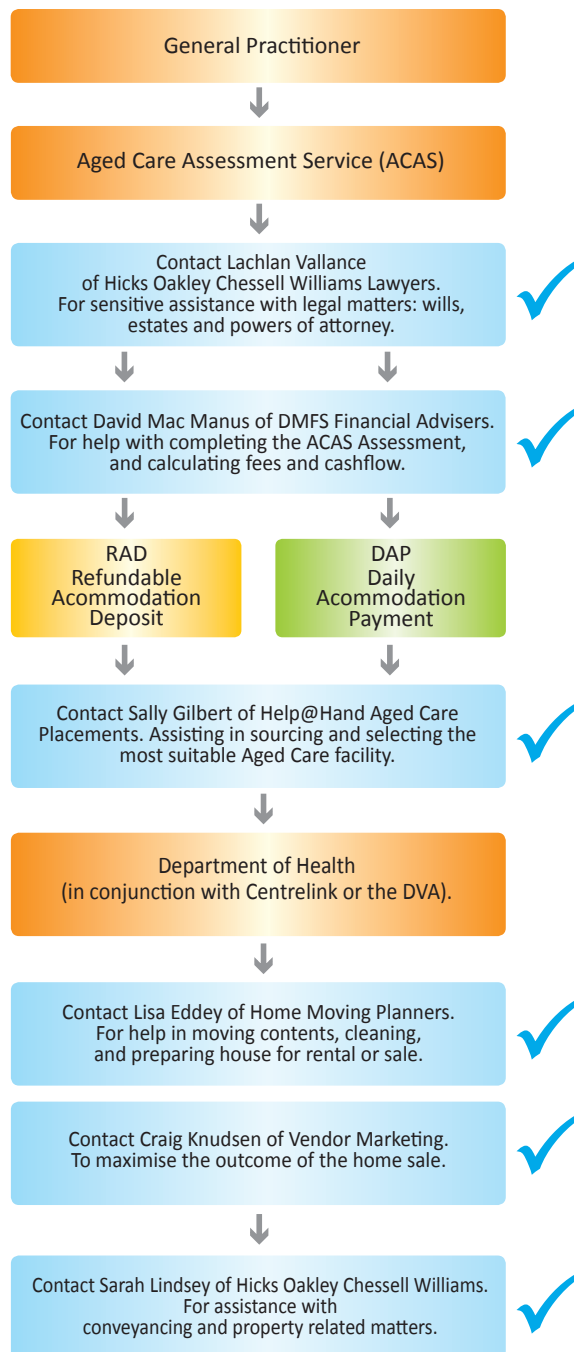 General Practitioner
Aged Care Assessment Service (ACAS)
Contact Lachlan Vallance
of Hicks Oakley Chessell Williams Lawyers.
For sensitive assistance with legal matters: wills,
estates and powers of attorney.
Contact David Mac Manus of DMFS Financial Advisers.
For help with completing the ACAS Assessment,
and calculating fees and cashflow.
RAD
Refundable
Acommodation
Deposit
DAP
Daily
Acommodation
Payment
Contact Sally Gilbert of Help@Hand Aged Care
Placements. Assisting in sourcing and selecting the
most suitable Aged Care facility.
Department of Health
(in conjunction with Centrelink or the DVA).
Contact Lisa Eddey of Home Moving Planners.
For help in moving contents, cleaning,
and preparing house for rental or sale.
Contact Craig Knudsen of Vendor Marketing.
To maximise the outcome of the home sale.
Contact Sarah Lindsey of Hicks Oakley Chessell Williams.
For assistance with
conveyancing and property related matters.